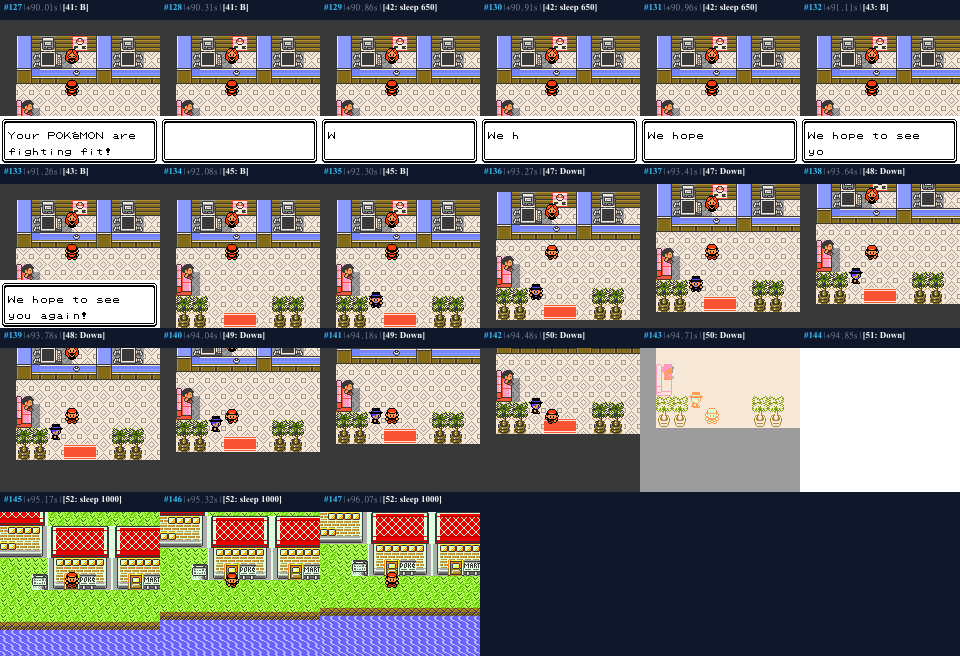 #127|+90.01s|[41: B]
#128|+90.31s|[41: B]
#129|+90.86s|[42: sleep 650]
#130|+90.91s|[42: sleep 650]
#131|+90.96s|[42: sleep 650]
#132|+91.11s|[43: B]
Your POKéMON are
fighting fit!
W
We h
We hope
We hope to see
yo
#133|+91.26s|[43: B]
#134|+92.08s|[45: B]
#135|+92.30s|[45: B]
#136|+93.27s|[47: Down]
#137|+93.41s|[47: Down]
#138|+93.64s|[48: Down]
We hope to see
you again!
#139|+93.78s|[48: Down]
#140|+94.04s|[49: Down]
#141|+94.18s|[49: Down]
#142|+94.48s|[50: Down]
#143|+94.71s|[50: Down]
#144|+94.85s|[51: Down]
#145|+95.17s|[52: sleep 1000]
#146|+95.32s|[52: sleep 1000]
#147|+96.07s|[52: sleep 1000]
POKE
MART
POKE
MART
POKE
MART